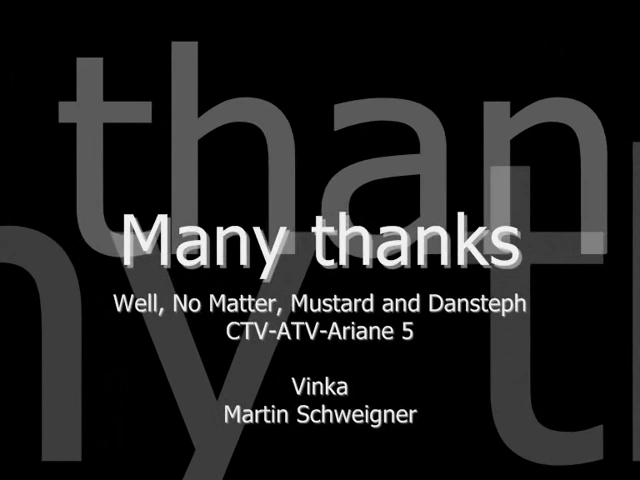 Many thanks
Well, No Matter, Mustard and Dansteph
CTV-ATV-Ariane 5
Vinka
Martin Schweigner